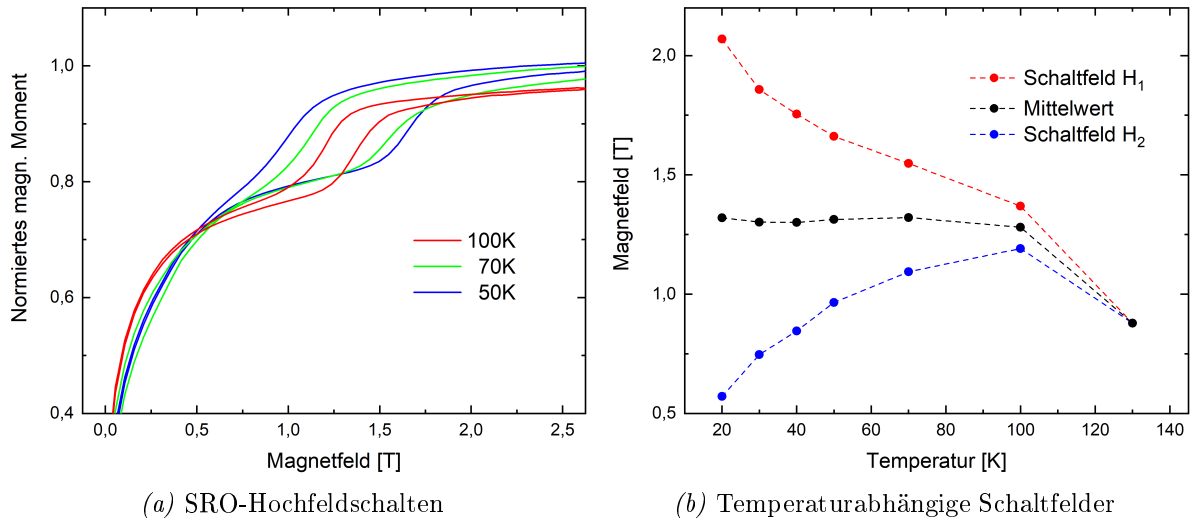 Normiertes magn. Moment
1,0
0,8
0,6
0,4
100K
70K
50K
0,0 0,5 1,0 1,5 2,0 2,5
Magnetfeld [T]
(a) SRO-Hochfeldschalten
Magnetfeld [T]
2,0
1,5
1,0
0,5
Schaltfeld H₁
Mittelwert
Schaltfeld H₂
20 40 60 80 100 120 140
Temperatur [K]
(b) Temperaturabhängige Schaltfelder